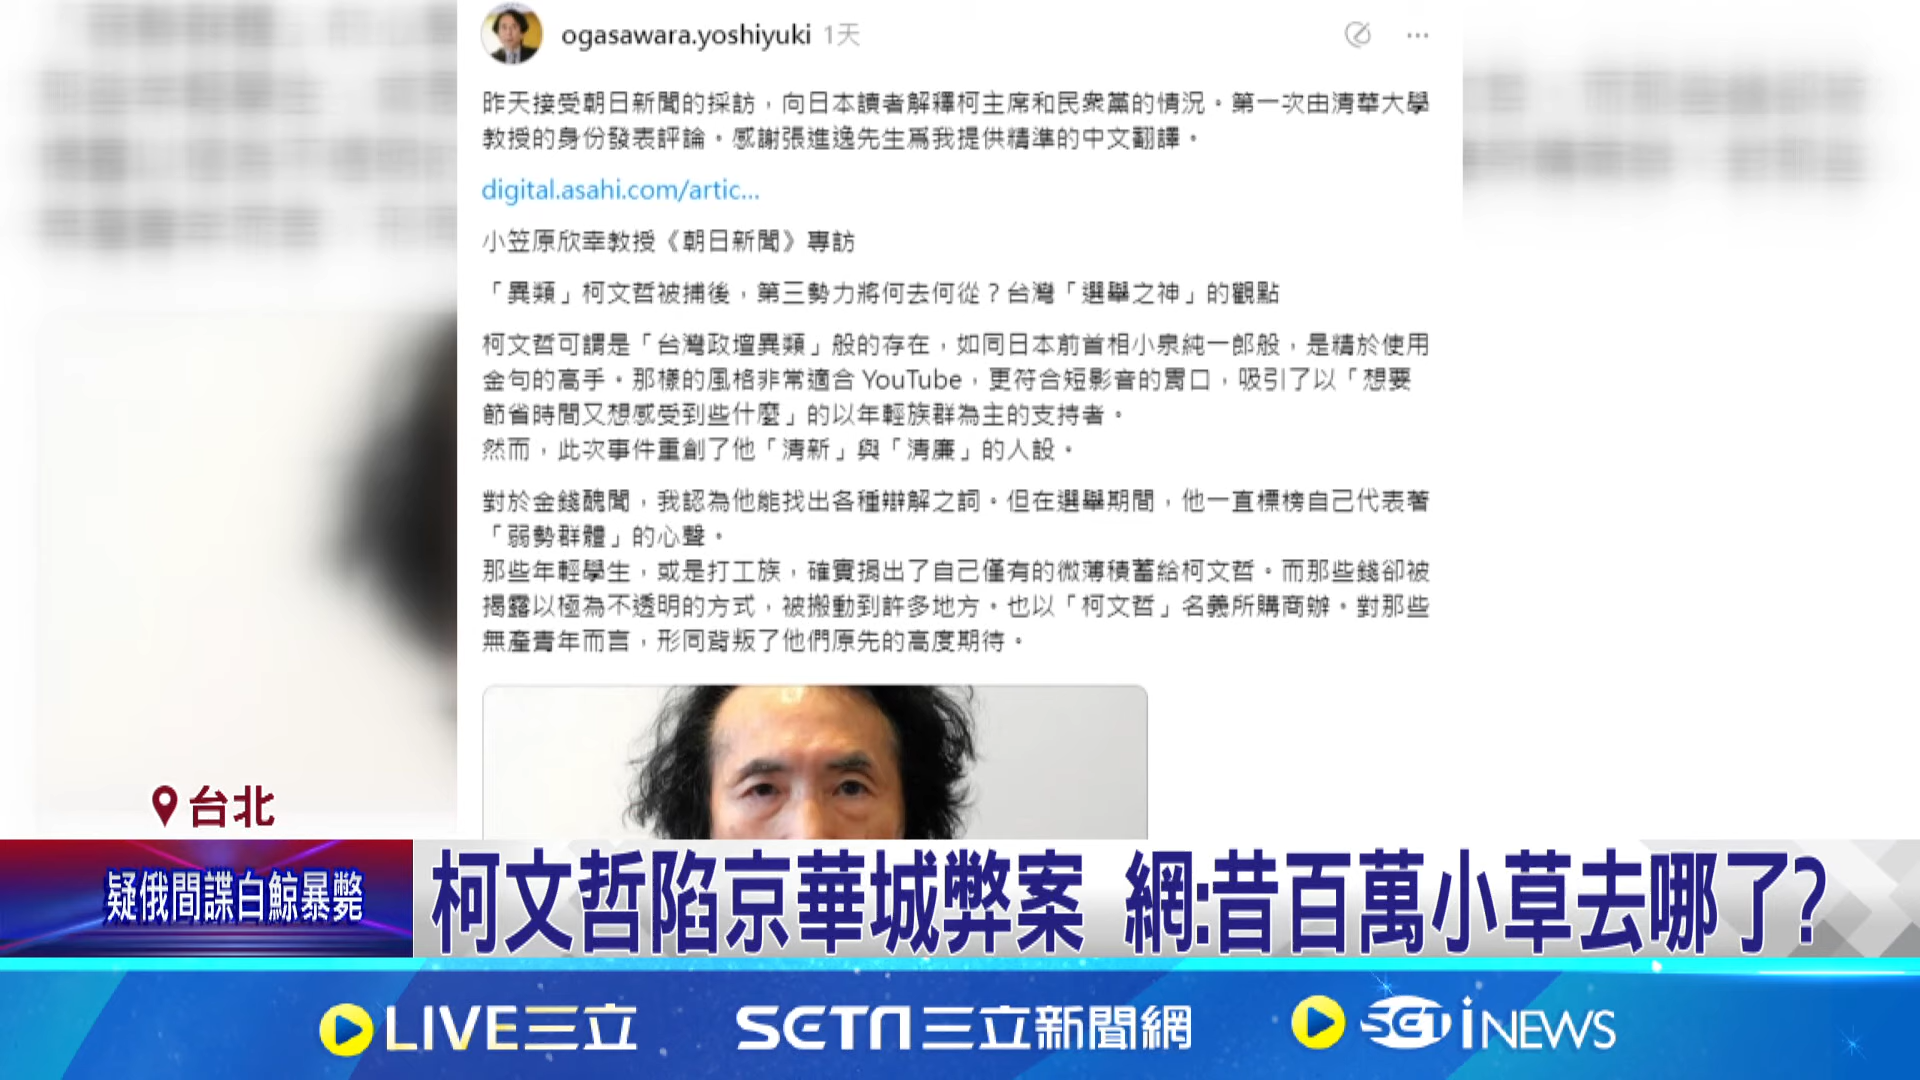 ogasawara.yoshiyuki 1天
昨天接受朝日新聞的採訪，向日本讀者解釋柯主席和民衆黨的情況。第一次由清華大學
教授的身份發表評論。感謝張進逸先生爲我提供精準的中文翻譯。
digital.asahi.com/artic...
小笠原欣幸教授《朝日新聞》專訪
「異類」柯文哲被捕後，第三勢力將何去何從？台灣「選舉之神」的觀點
柯文哲可謂是「台灣政壇異類」般的存在，如同日本前首相小泉純一郎般，是精於使用
金句的高手。那樣的風格非常適合 YouTube，更符合短影音的胃口，吸引了以「想要
節省時間又想感受到些什麼」的以年輕族群為主的支持者。
然而，此次事件重創了他「清新」與「清廉」的人設。
對於金錢醜聞，我認為他能找出各種辯解之詞。但在選舉期間，他一直標榜自己代表著
「弱勢群體」的心聲。
那些年輕學生，或是打工族，確實捐出了自己僅有的微薄積蓄給柯文哲。而那些錢卻被
揭露以極為不透明的方式，被搬動到許多地方。也以「柯文哲」名義所購商辦。對那些
無產青年而言，形同背叛了他們原先的高度期待。
台北
疑俄間諜白鯨暴斃
柯文哲陷京華城弊案 網:昔百萬小草去哪了?
LIVE三立 SETN三立新聞網 SET iNEWS